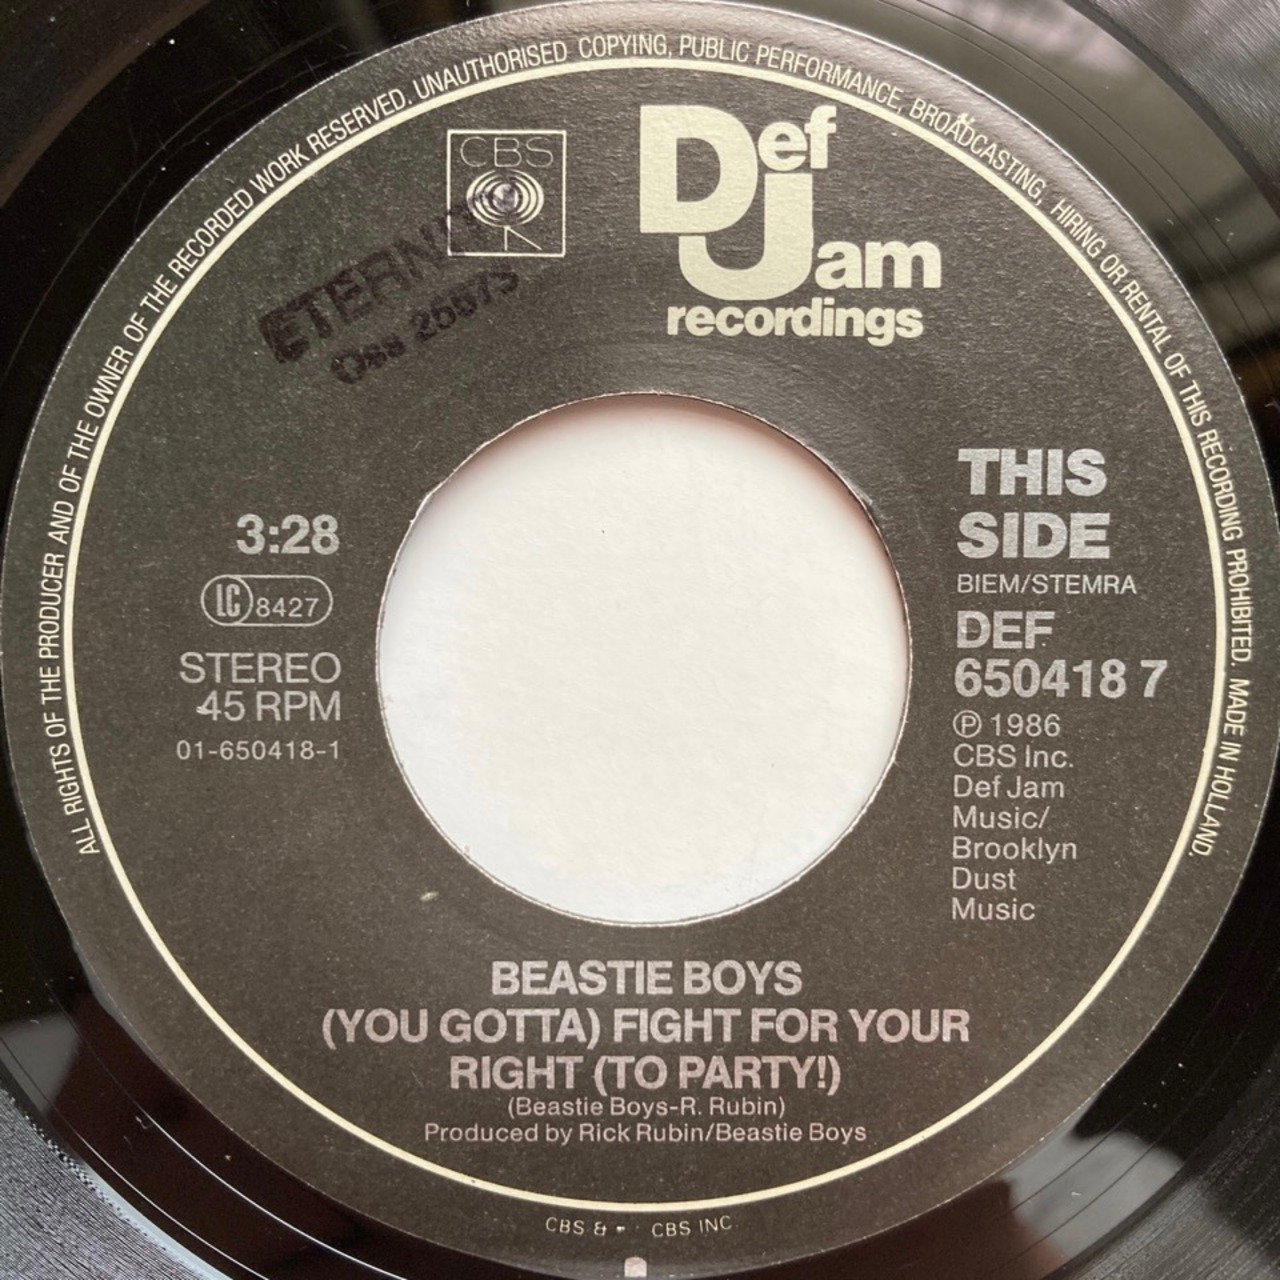 ALL RIGHTS OF THE PRODUCER AND OF THE OWNER OF THE RECORDED WORK RESERVED. UNAUTHORISED COPYING, PUBLIC PERFORMANCE, BROADCASTING, HIRING OR RENTAL OF THIS RECORDING PROHIBITED. MADE IN HOLLAND.
CBS
Def
Jam
recordings
Oss
3:28
LC 8427
STEREO
45 RPM
01-650418-1
THIS
SIDE
BIEM/STEMRA
DEF
650418 7
℗ 1986
CBS Inc.
Def Jam
Music/
Brooklyn
Dust
Music
BEASTIE BOYS
(YOU GOTTA) FIGHT FOR YOUR
RIGHT (TO PARTY!)
(Beastie Boys-R. Rubin)
Produced by Rick Rubin/Beastie Boys
CBS & CBS INC